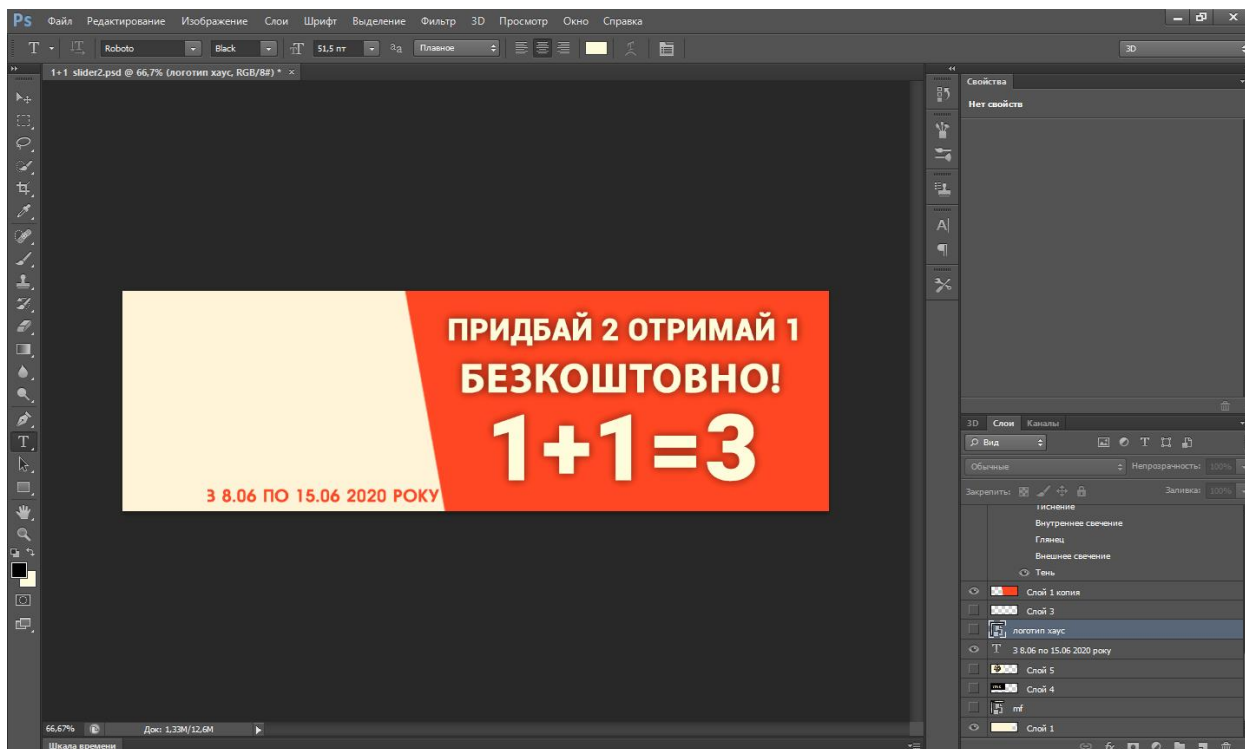 Ps Файл Редактирование Изображение Слои Шрифт Выделение Фильтр 3D Просмотр Окно Справка
T Roboto Black 51,5 пт aа Плавное 3D
1+1 slider2.psd @ 66,7% (логотип хаус, RGB/8#) * ×
Свойства
Нет свойств
ПРИДБАЙ 2 ОТРИМАЙ 1
БЕЗКОШТОВНО!
1+1=3
З 8.06 ПО 15.06 2020 РОКУ
3D Слои Каналы
Вид
Обычные Непрозрачность: 100%
Закрепить: Заливка: 100%
Тиснение
Внутреннее свечение
Глянец
Внешнее свечение
Тень
Слой 1 копия
Слой 3
логотип хаус
T З 8.06 по 15.06 2020 року
Слой 5
Слой 4
mf
Слой 1
66,67% Док: 1,33M/12,6M
Шкала времени